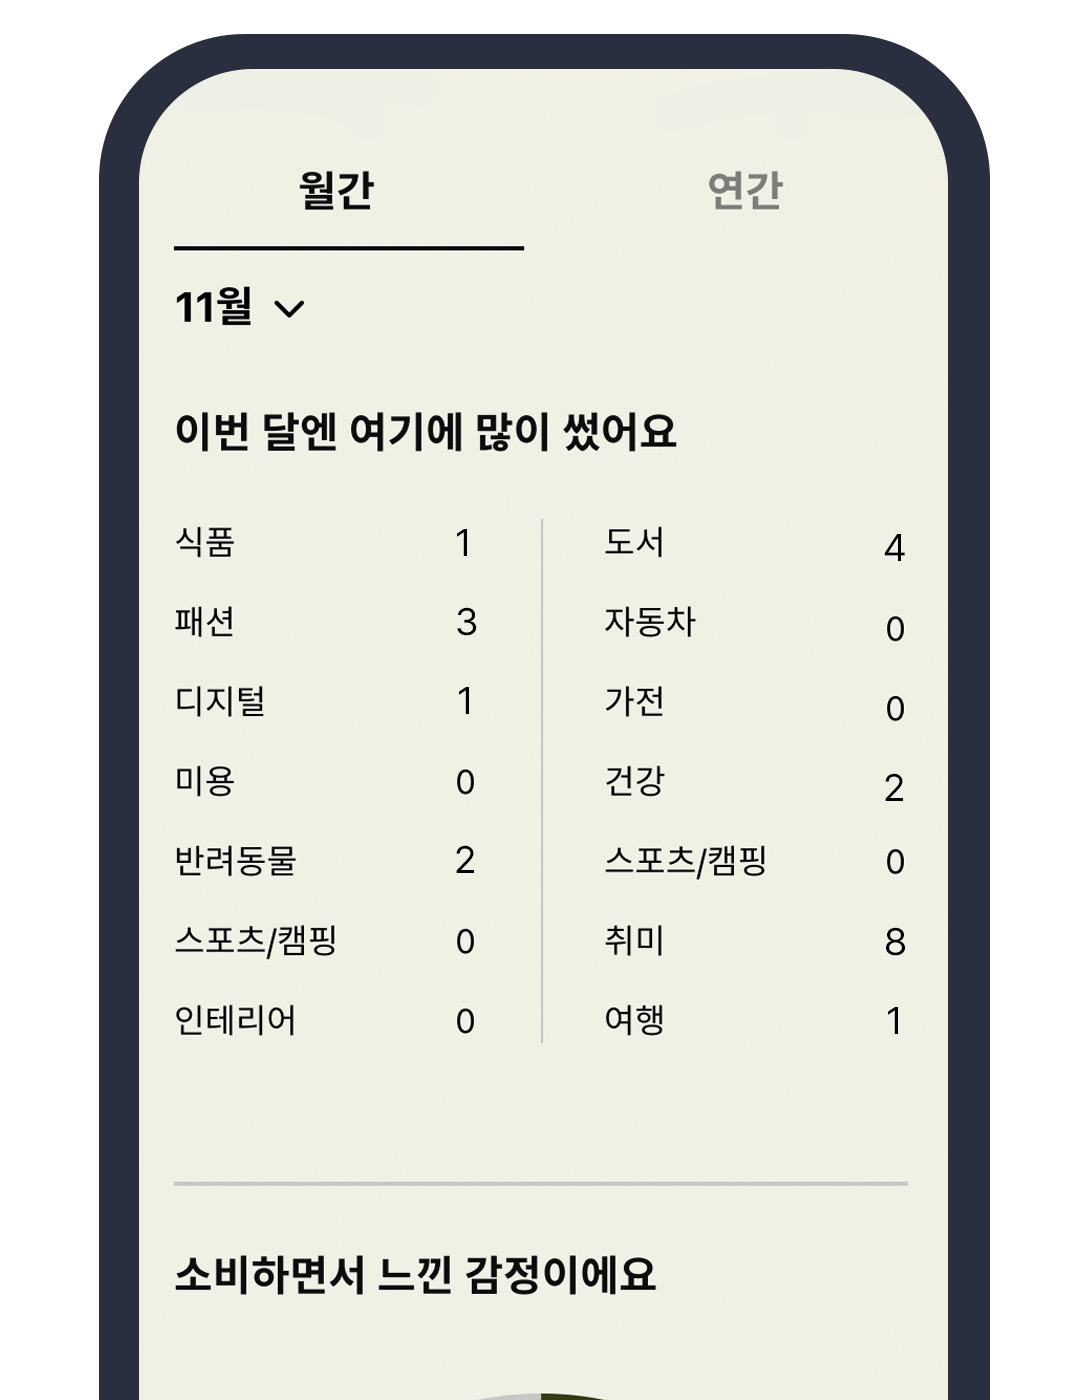 월간 연간
11월
이번 달엔 여기에 많이 썼어요
식품 1 도서 4
패션 3 자동차 0
디지털 1 가전 0
미용 0 건강 2
반려동물 2 스포츠/캠핑 0
스포츠/캠핑 0 취미 8
인테리어 0 여행 1
소비하면서 느낀 감정이에요